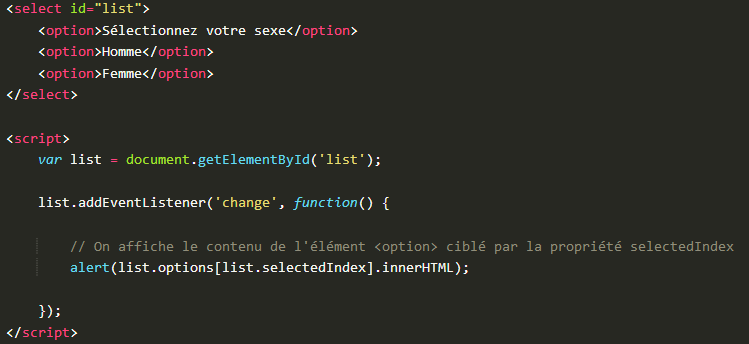 <select id="list">
    <option>Sélectionnez votre sexe</option>
    <option>Homme</option>
    <option>Femme</option>
</select>

<script>
    var list = document.getElementById('list');

    list.addEventListener('change', function() {

        // On affiche le contenu de l'élément <option> ciblé par la propriété selectedIndex
        alert(list.options[list.selectedIndex].innerHTML);

    });
</script>